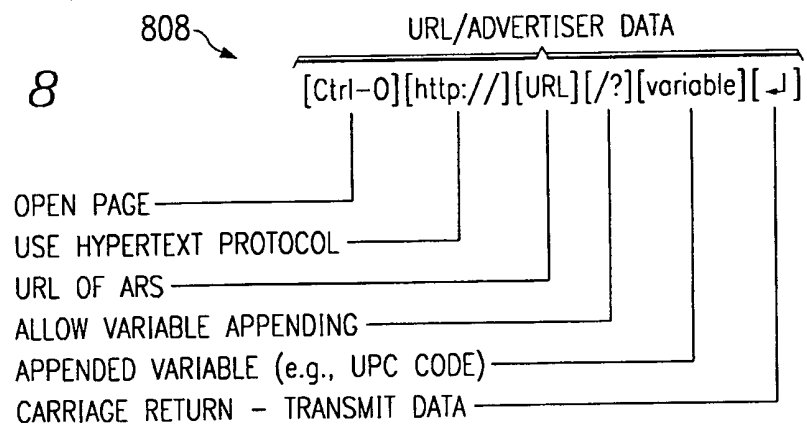 808
URL/ADVERTISER DATA
8
[Ctrl-O][http://][URL][/?][variable][↵]
OPEN PAGE
USE HYPERTEXT PROTOCOL
URL OF ARS
ALLOW VARIABLE APPENDING
APPENDED VARIABLE (e.g., UPC CODE)
CARRIAGE RETURN - TRANSMIT DATA